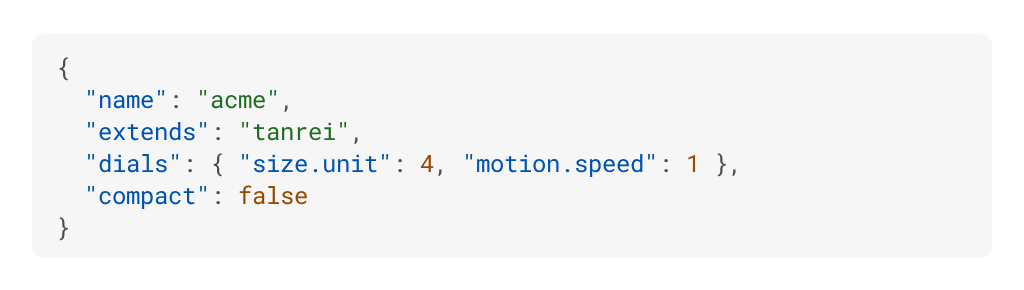 {
  "name": "acme",
  "extends": "tanrei",
  "dials": { "size.unit": 4, "motion.speed": 1 },
  "compact": false
}